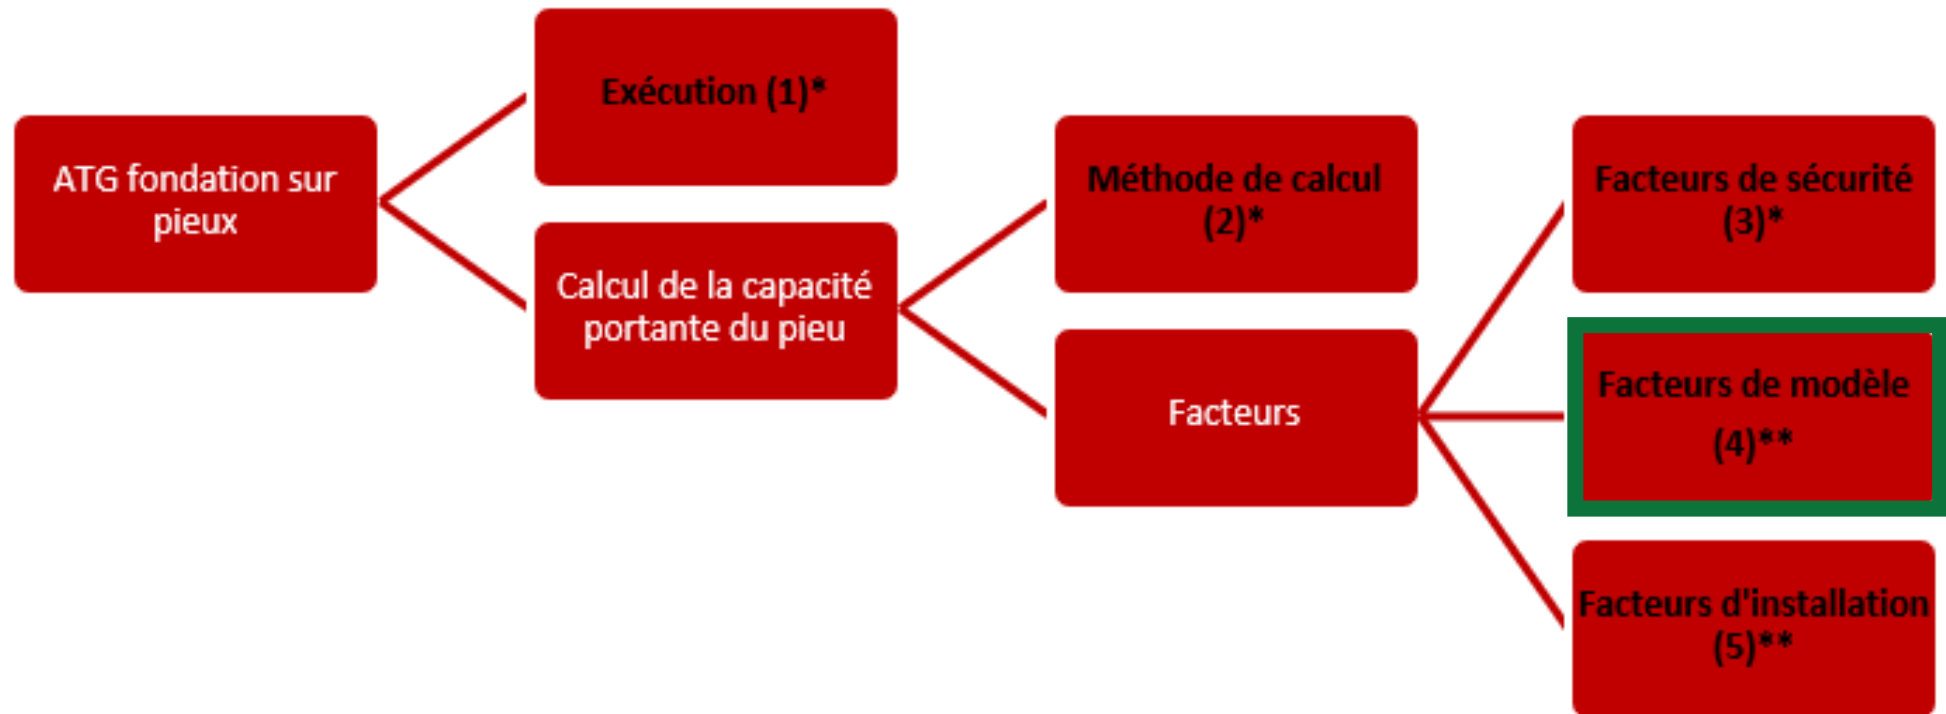 ATG fondation sur
pieux
Exécution (1)*
Calcul de la capacité
portante du pieu
Méthode de calcul
(2)*
Facteurs
Facteurs de sécurité
(3)*
Facteurs de modèle
(4)**
Facteurs d'installation
(5)**